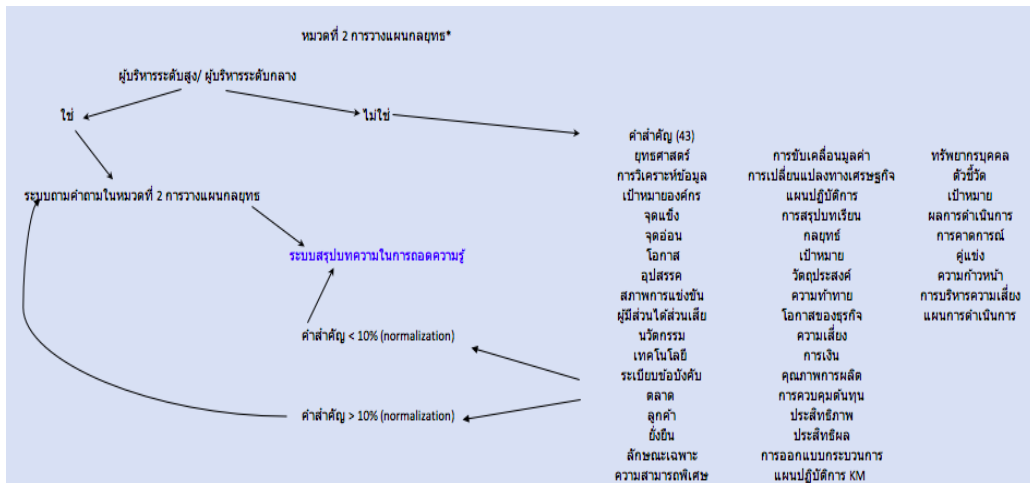 หมวดที่ 2 การวางแผนกลยุทธ*
ผู้บริหารระดับสูง/ ผู้บริหารระดับกลาง
ใช่
ไม่ใช่
ระบบถามคำถามในหมวดที่ 2 การวางแผนกลยุทธ
ระบบสรุปบทความในการถอดความรู้
คำสำคัญ < 10% (normalization)
คำสำคัญ > 10% (normalization)
คำสำคัญ (43)
ยุทธศาสตร์
การวิเคราะห์ข้อมูล
เป้าหมายองค์กร
จุดแข็ง
จุดอ่อน
โอกาส
อุปสรรค
สภาพการแข่งขัน
ผู้มีส่วนได้ส่วนเสีย
นวัตกรรม
เทคโนโลยี
ระเบียบข้อบังคับ
ตลาด
ลูกค้า
ยั่งยืน
ลักษณะเฉพาะ
ความสามารถพิเศษ
การขับเคลื่อนมูลค่า
การเปลี่ยนแปลงทางเศรษฐกิจ
แผนปฏิบัติการ
การสรุปบทเรียน
กลยุทธ์
เป้าหมาย
วัตถุประสงค์
ความท้าทาย
โอกาสของธุรกิจ
ความเสี่ยง
การเงิน
คุณภาพการผลิต
การควบคุมต้นทุน
ประสิทธิภาพ
ประสิทธิผล
การออกแบบกระบวนการ
แผนปฏิบัติการ KM
ทรัพยากรบุคคล
ตัวชี้วัด
เป้าหมาย
ผลการดำเนินการ
การคาดการณ์
คู่แข่ง
ความก้าวหน้า
การบริหารความเสี่ยง
แผนการดำเนินการ